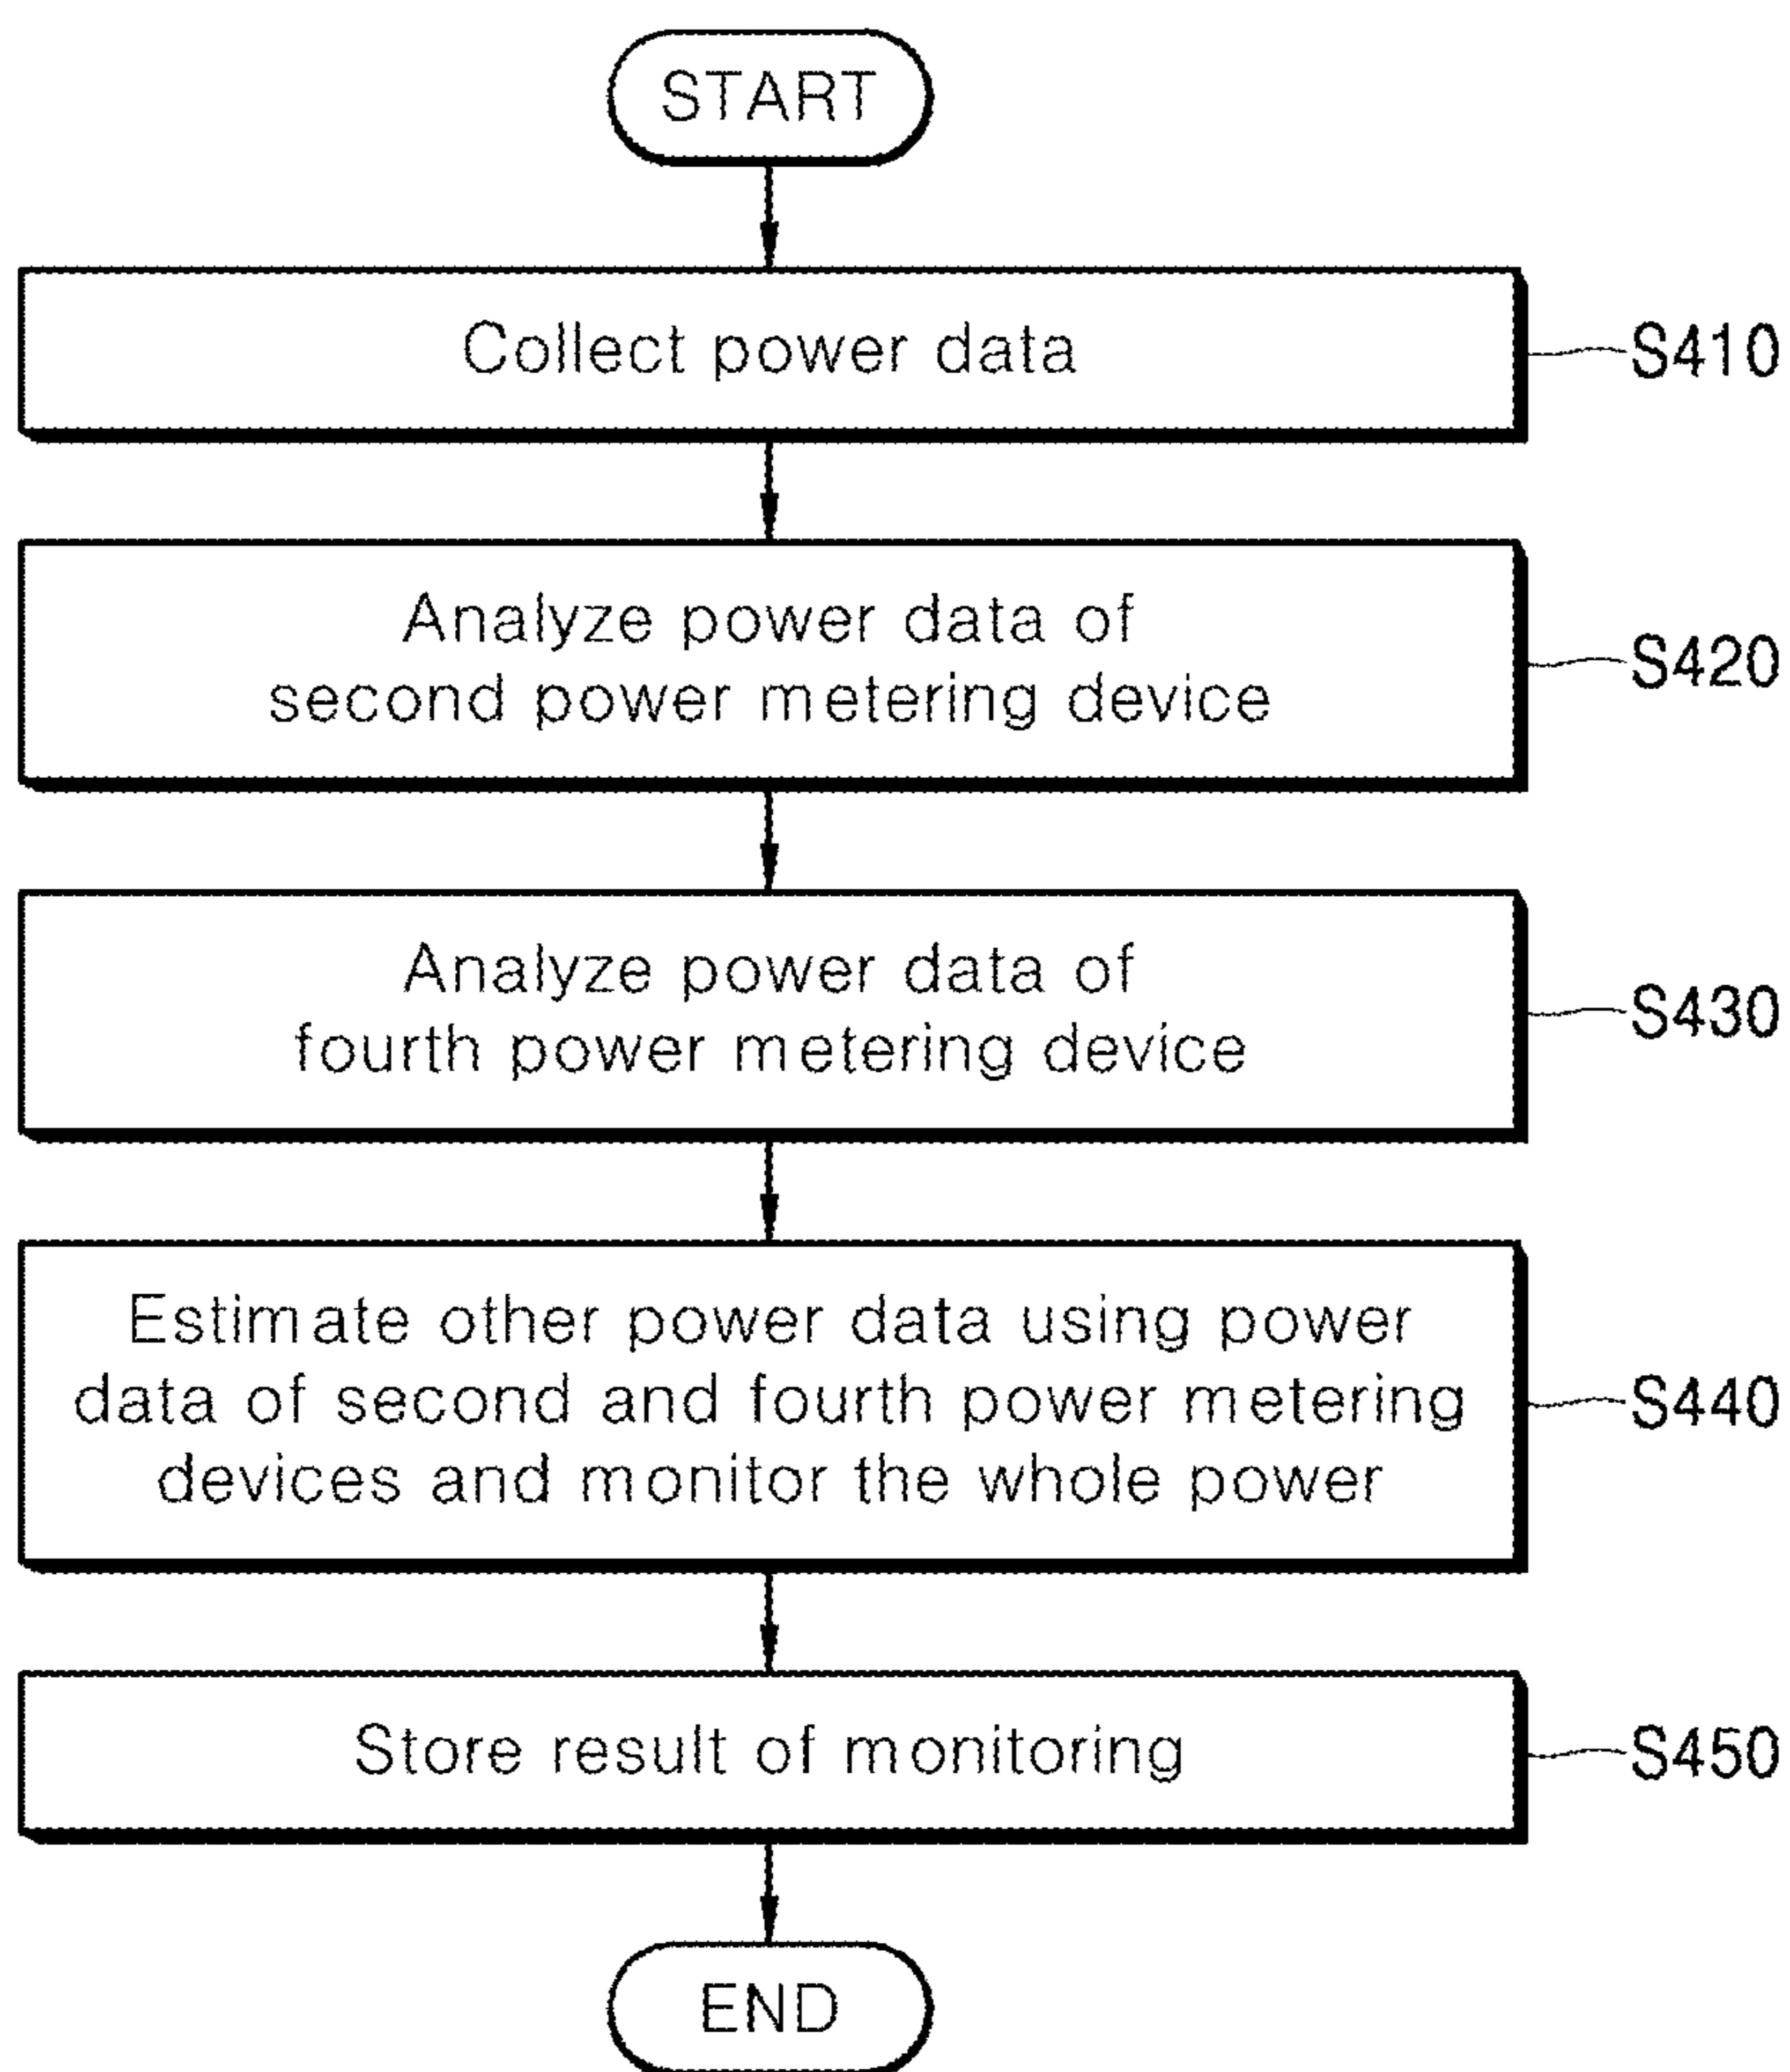 START
Collect power data
S410
Analyze power data of
second power metering device
S420
Analyze power data of
fourth power metering device
S430
Estimate other power data using power
data of second and fourth power metering
devices and monitor the whole power
S440
Store result of monitoring
S450
END